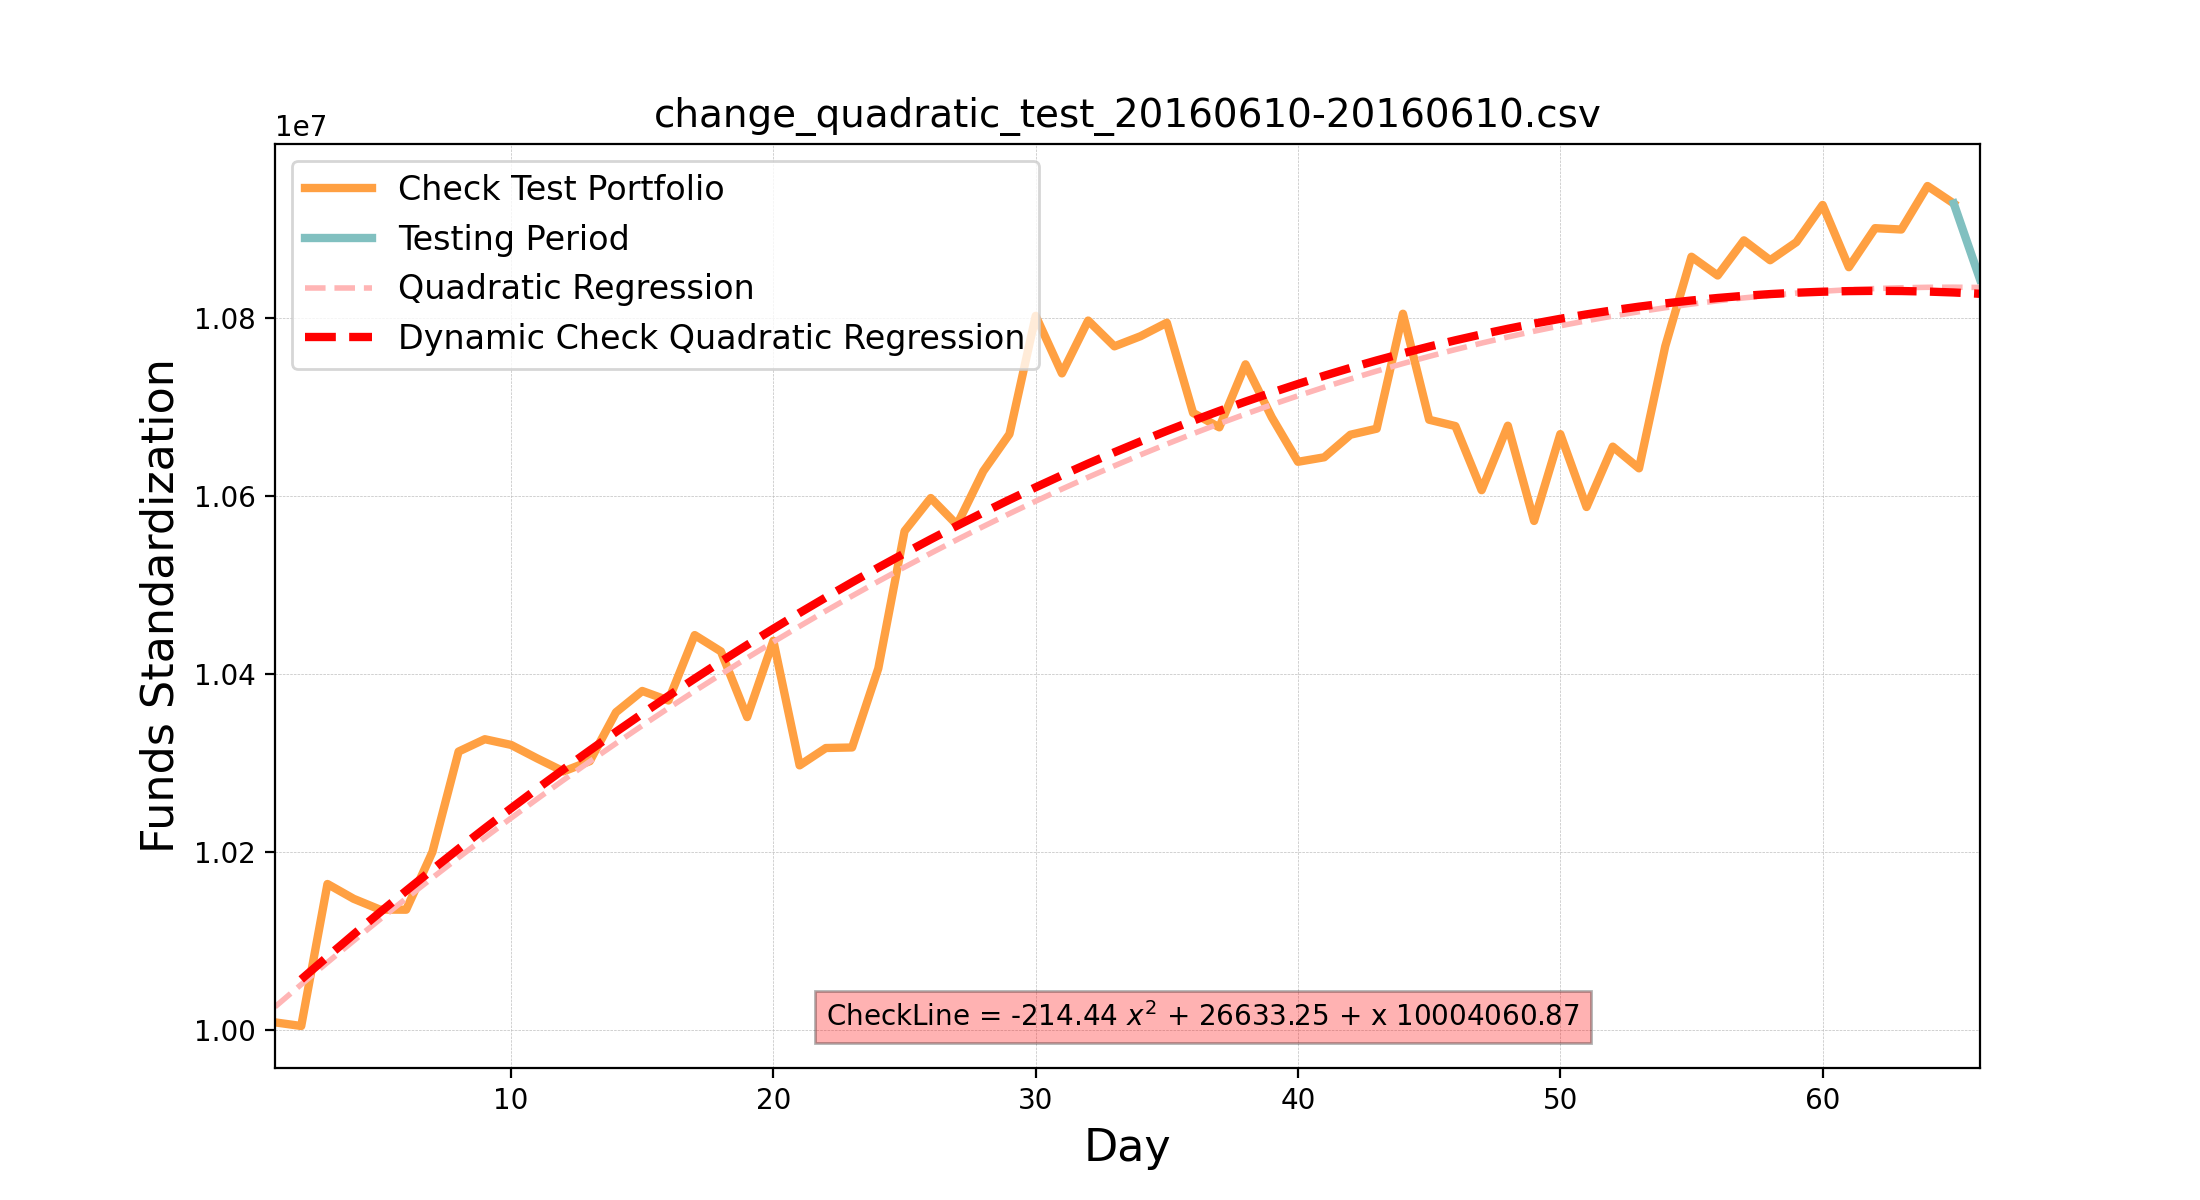 change_quadratic_test_20160610-20160610.csv
1e7
Check Test Portfolio
Testing Period
Quadratic Regression
Dynamic Check Quadratic Regression
1.08
1.06
1.04
1.02
1.00
Funds Standardization
CheckLine = -214.44 x² + 26633.25 + x 10004060.87
10 20 30 40 50 60
Day